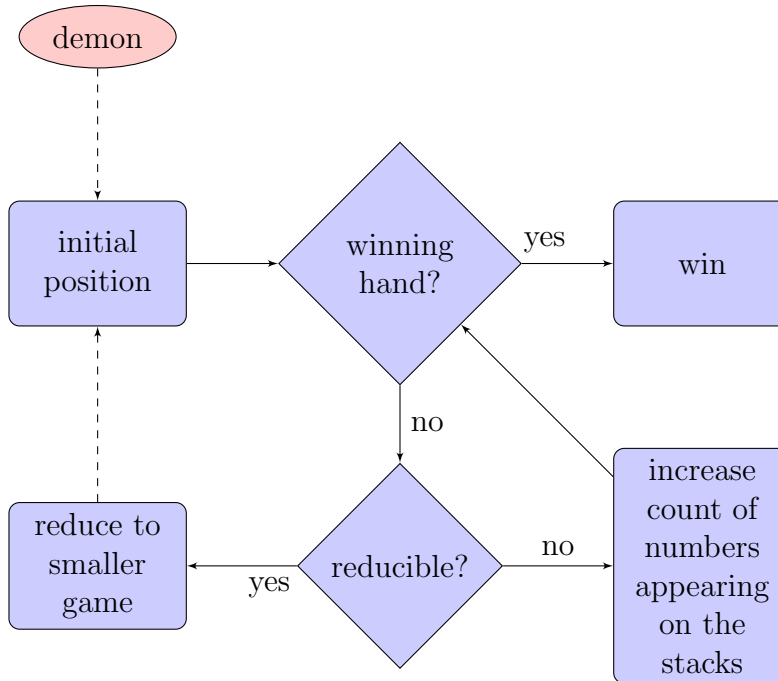 demon
initial
position
winning
hand?
yes
win
no
reduce to
smaller
game
yes
reducible?
no
increase
count of
numbers
appearing
on the
stacks